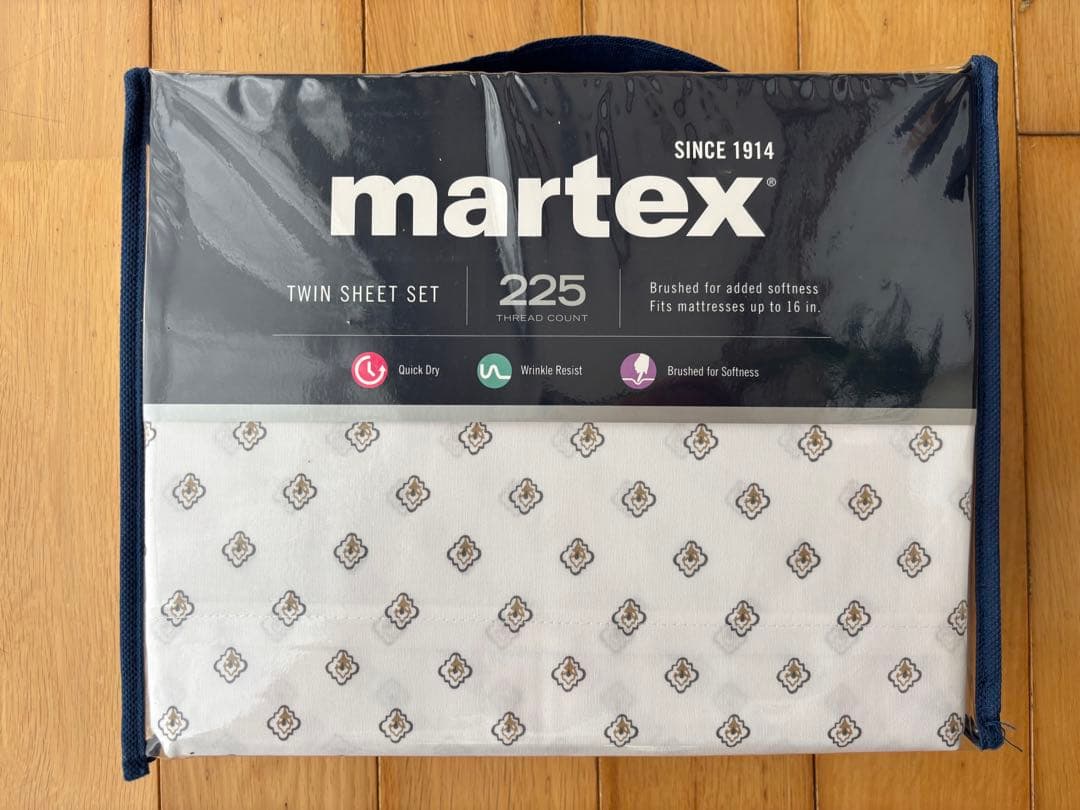 SINCE 1914
martex®
TWIN SHEET SET
225
THREAD COUNT
Brushed for added softness
Fits mattresses up to 16 in.
Quick Dry
Wrinkle Resist
Brushed for Softness